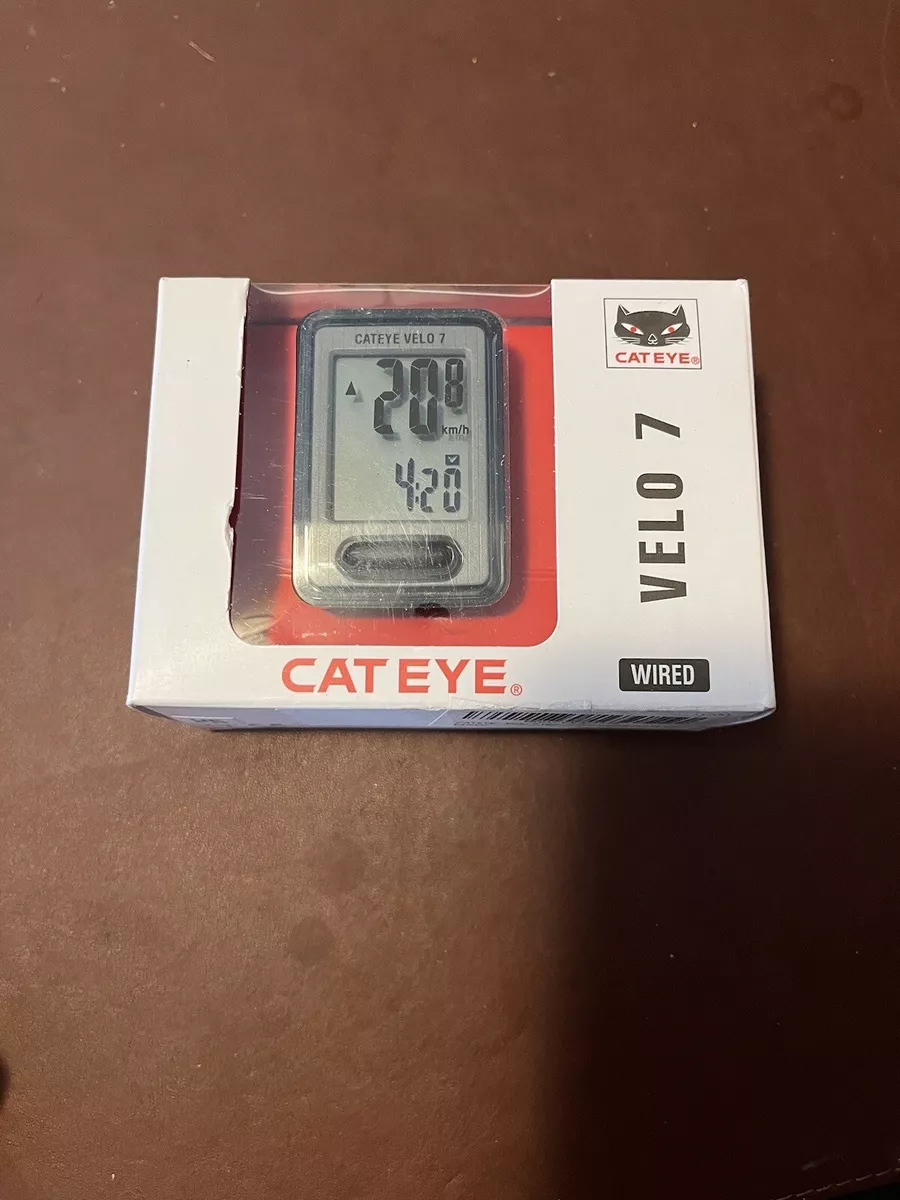 CATEYE VELO 7
20.8
km/h
4:20
CATEYE®
CATEYE®
VELO 7
WIRED